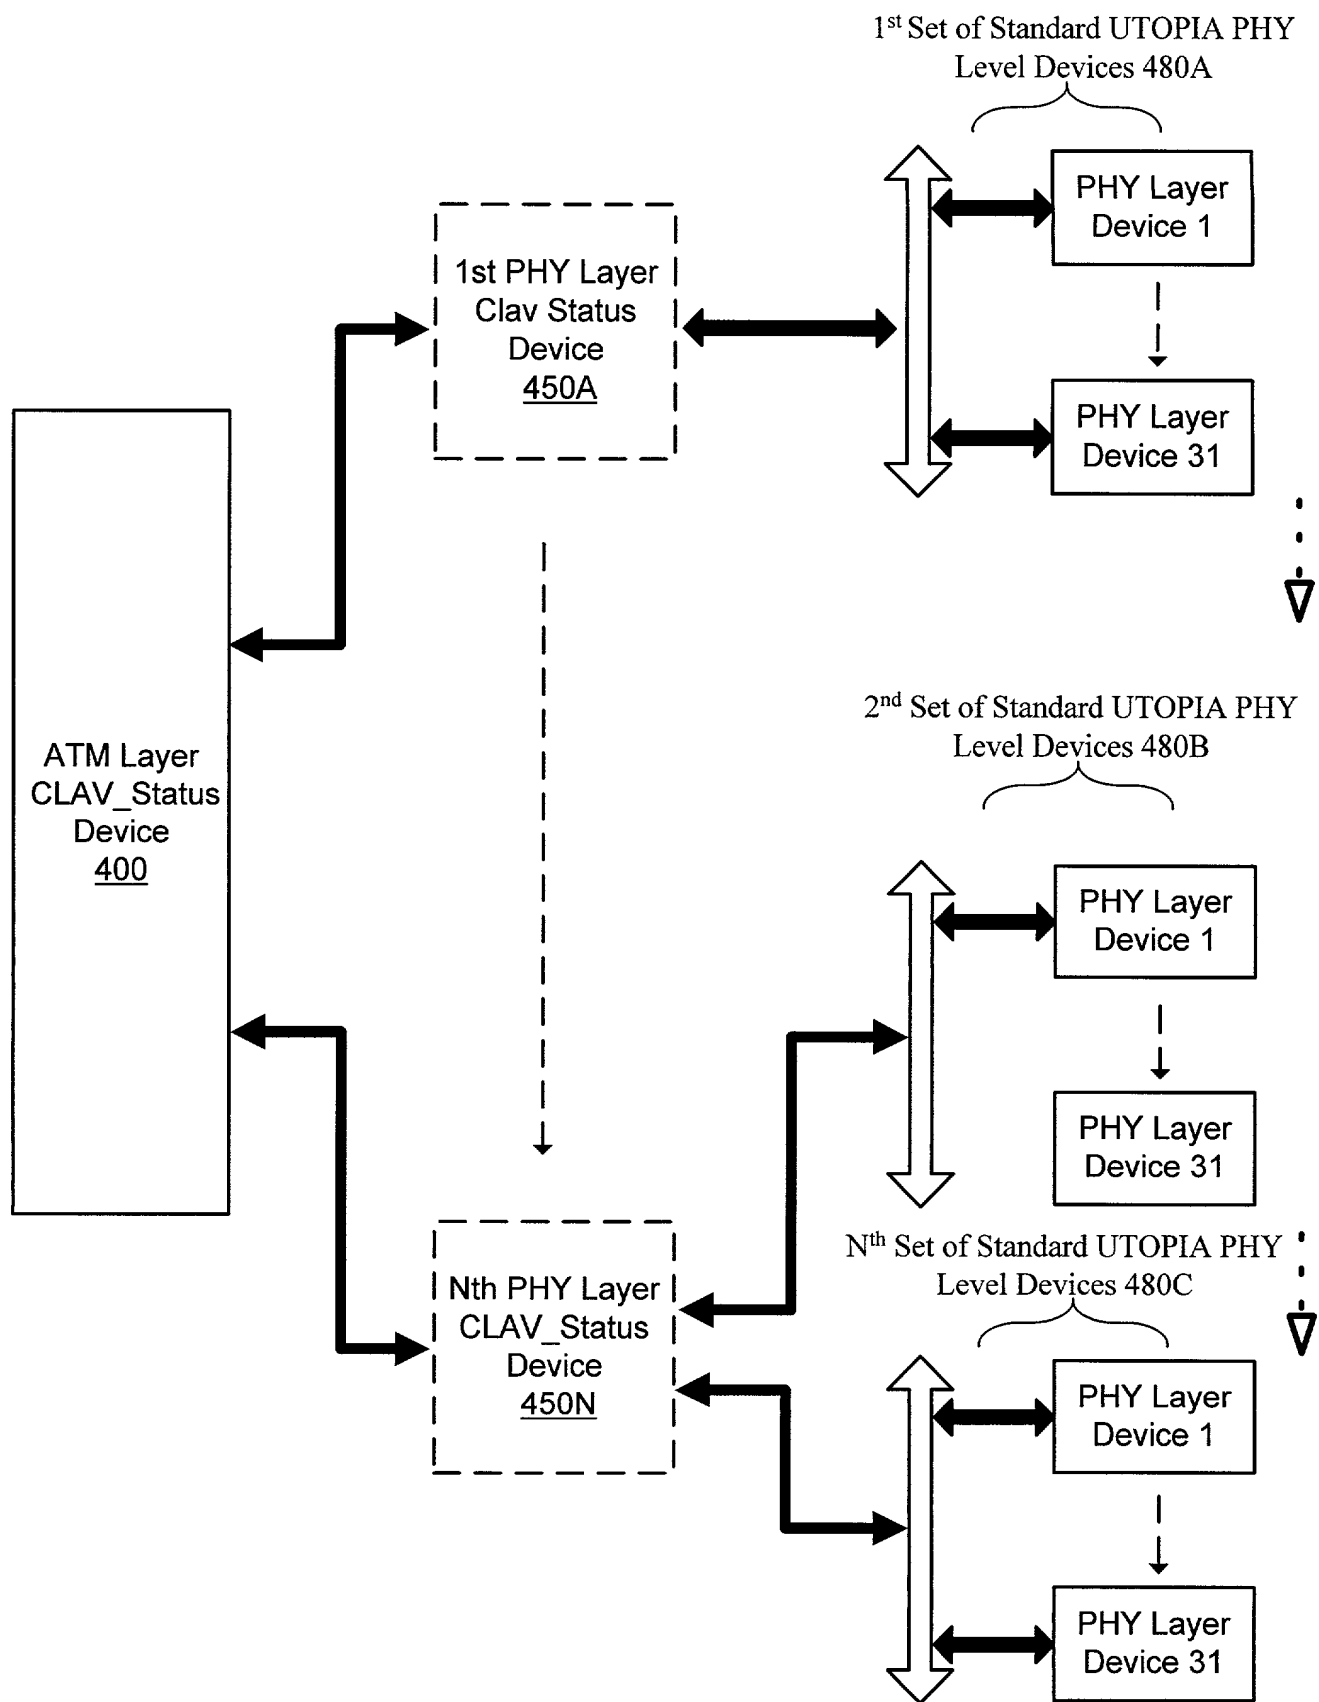 1st Set of Standard UTOPIA PHY
Level Devices 480A
PHY Layer
Device 1
PHY Layer
Device 31
1st PHY Layer
Clav Status
Device
450A
ATM Layer
CLAV_Status
Device
400
2nd Set of Standard UTOPIA PHY
Level Devices 480B
PHY Layer
Device 1
PHY Layer
Device 31
Nth PHY Layer
CLAV_Status
Device
450N
Nth Set of Standard UTOPIA PHY
Level Devices 480C
PHY Layer
Device 1
PHY Layer
Device 31